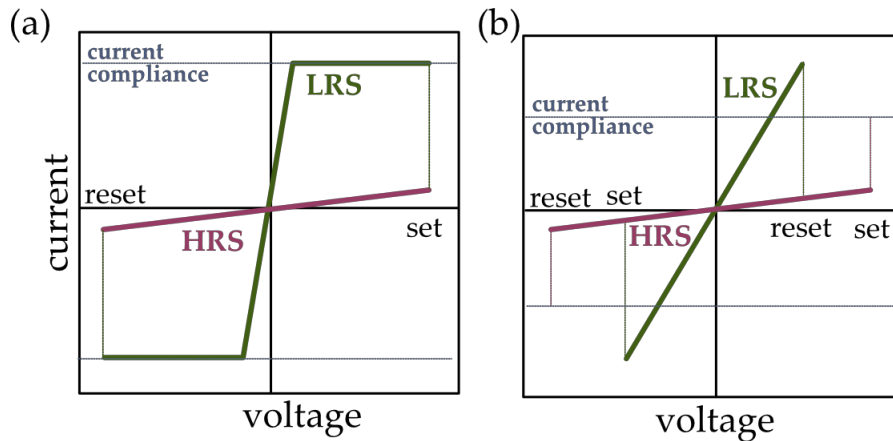 (a)
current
compliance
LRS
reset
HRS
set
current
voltage
(b)
LRS
current
compliance
reset set
HRS
reset set
voltage